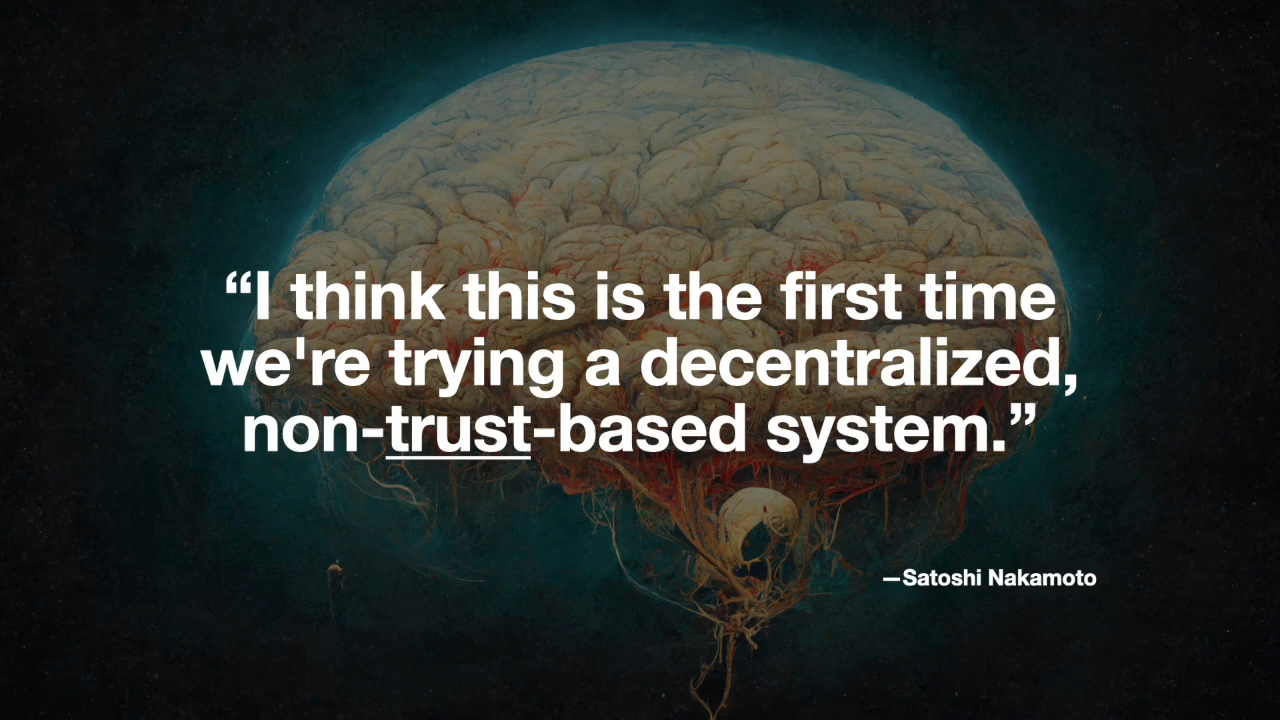 “I think this is the first time
we're trying a decentralized,
non-trust-based system.”
—Satoshi Nakamoto